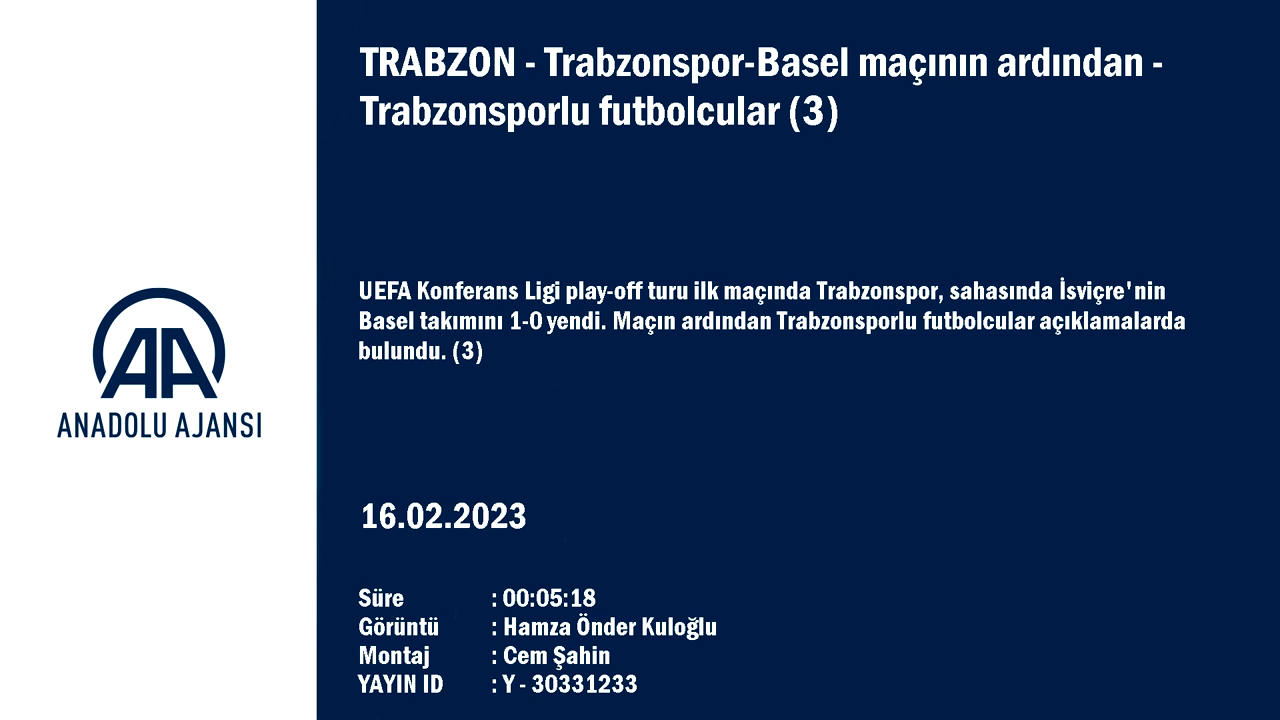 TRABZON - Trabzonspor-Basel maçının ardından -
Trabzonsporlu futbolcular (3)
UEFA Konferans Ligi play-off turu ilk maçında Trabzonspor, sahasında İsviçre'nin
Basel takımını 1-0 yendi. Maçın ardından Trabzonsporlu futbolcular açıklamalarda
bulundu. (3)
AA
ANADOLU AJANSI
16.02.2023
Süre : 00:05:18
Görüntü : Hamza Önder Kuloğlu
Montaj : Cem Şahin
YAYIN ID : Y - 30331233